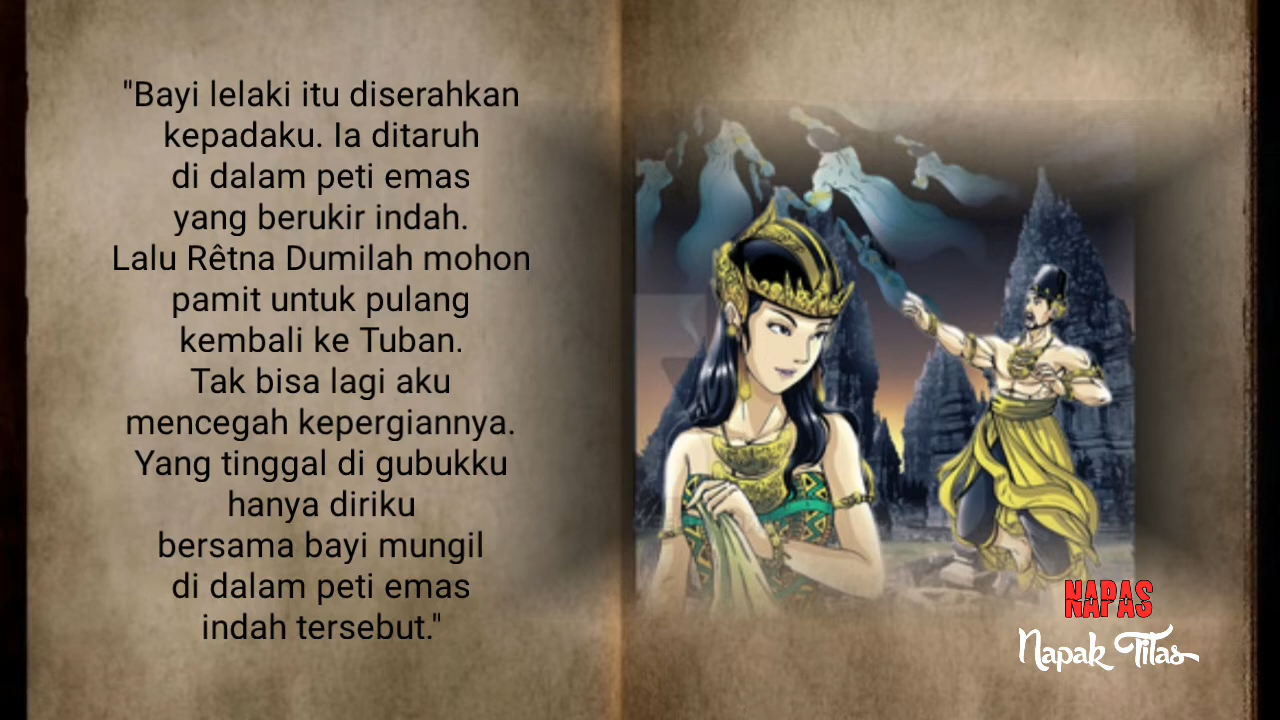 "Bayi lelaki itu diserahkan
kepadaku. Ia ditaruh
di dalam peti emas
yang berukir indah.
Lalu Rêtna Dumilah mohon
pamit untuk pulang
kembali ke Tuban.
Tak bisa lagi aku
mencegah kepergiannya.
Yang tinggal di gubukku
hanya diriku
bersama bayi mungil
di dalam peti emas
indah tersebut."
NAPAS
Napak Tilas